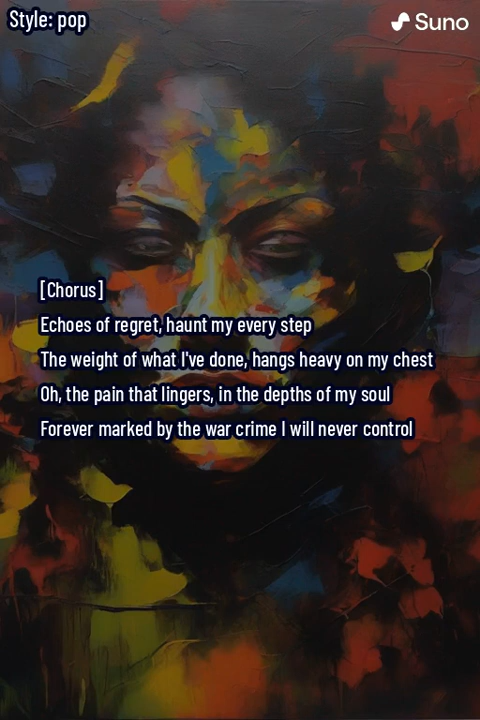 Style: pop
Suno
[Chorus]
Echoes of regret, haunt my every step
The weight of what I've done, hangs heavy on my chest
Oh, the pain that lingers, in the depths of my soul
Forever marked by the war crime I will never control